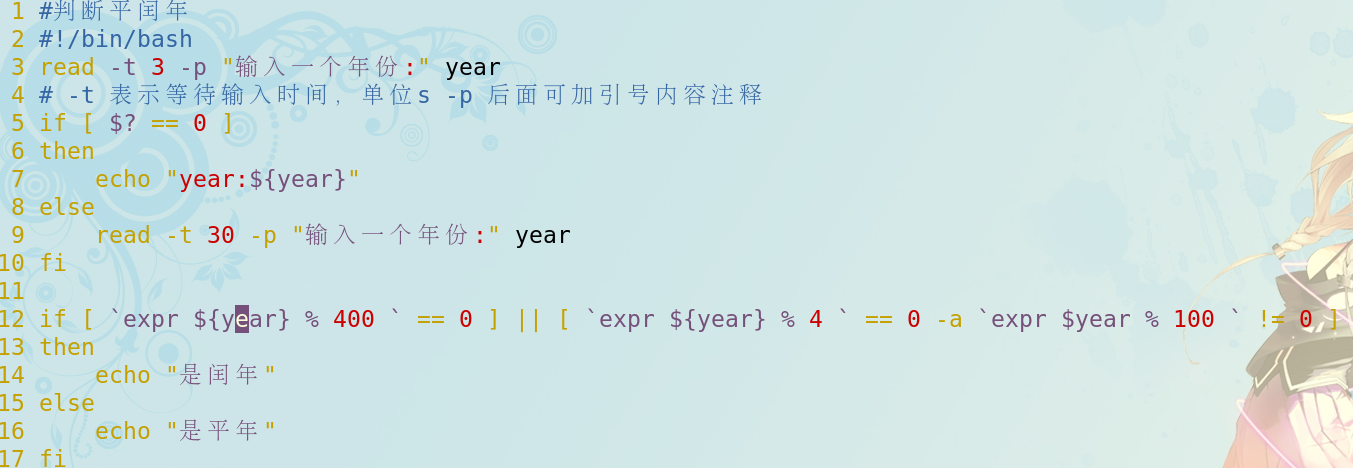 1 #判断平闰年
2 #!/bin/bash
3 read -t 3 -p "输入一个年份:" year
4 # -t 表示等待输入时间，单位s -p 后面可加引号内容注释
5 if [ $? == 0 ]
6 then
7     echo "year:${year}"
8 else
9     read -t 30 -p "输入一个年份:" year
10 fi
11
12 if [ `expr ${year} % 400 ` == 0 ] || [ `expr ${year} % 4 ` == 0 -a `expr $year % 100 ` != 0 ]
13 then
14     echo "是闰年"
15 else
16     echo "是平年"
17 fi